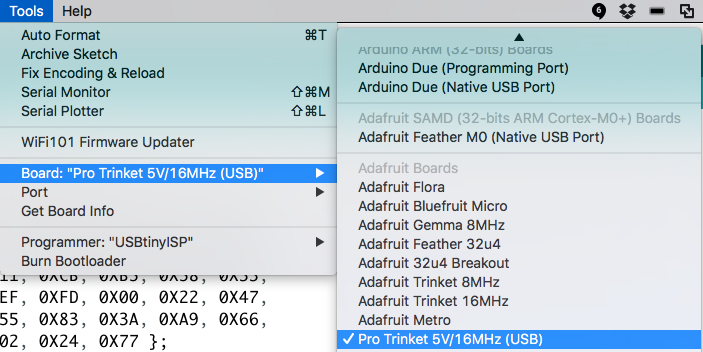 Tools Help
6
Auto Format ⌘T
Archive Sketch
Fix Encoding & Reload
Serial Monitor ⇧⌘M
Serial Plotter ⇧⌘L
WiFi101 Firmware Updater
Board: "Pro Trinket 5V/16MHz (USB)"
Port
Get Board Info
Programmer: "USBtinyISP"
Burn Bootloader
Arduino ARM (32-bits) Boards
Arduino Due (Programming Port)
Arduino Due (Native USB Port)
Adafruit SAMD (32-bits ARM Cortex-M0+) Boards
Adafruit Feather M0 (Native USB Port)
Adafruit Boards
Adafruit Flora
Adafruit Bluefruit Micro
Adafruit Gemma 8MHz
Adafruit Feather 32u4
Adafruit 32u4 Breakout
Adafruit Trinket 8MHz
Adafruit Trinket 16MHz
Adafruit Metro
✓ Pro Trinket 5V/16MHz (USB)
11, 0XCB, 0XB5, 0X58, 0X55,
EF, 0XFD, 0X00, 0X22, 0X47,
55, 0X83, 0X3A, 0XA9, 0X66,
02, 0X24, 0X77 };